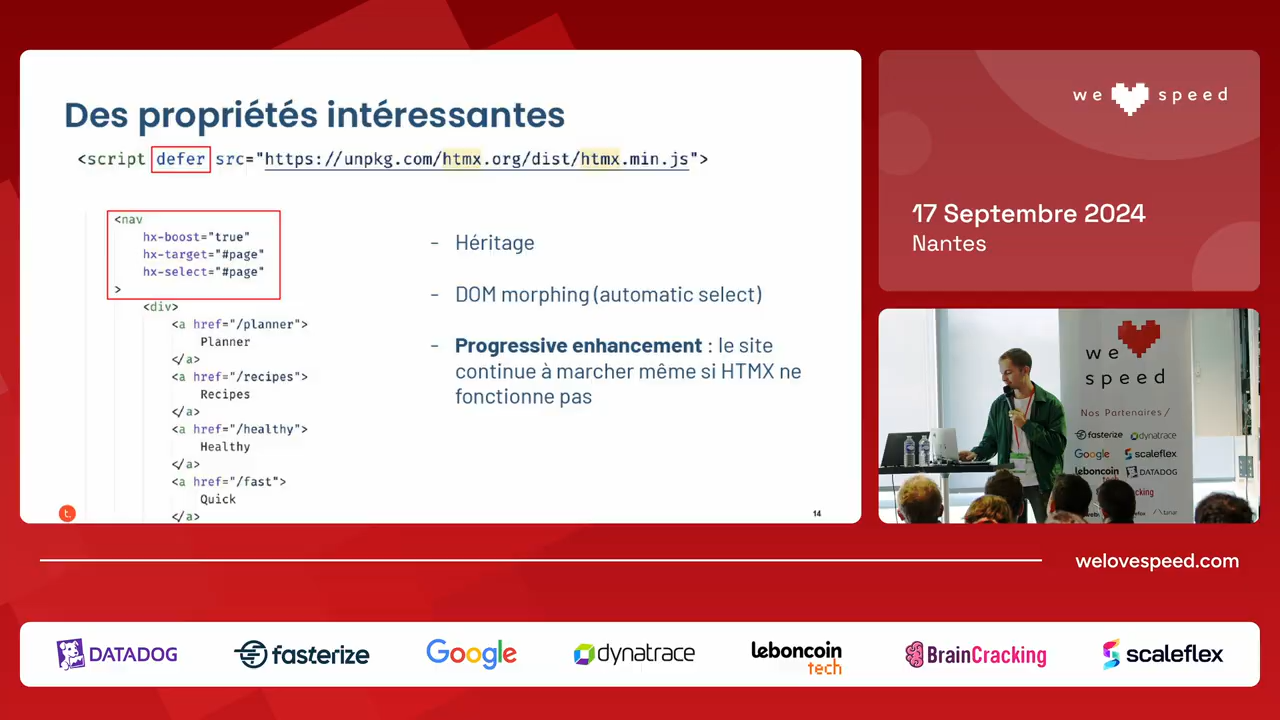 Des propriétés intéressantes
<script defer src="https://unpkg.com/htmx.org/dist/htmx.min.js">
<nav
hx-boost="true"
hx-target="#page"
hx-select="#page"
>
<div>
<a href="/planner">
Planner
</a>
<a href="/recipes">
Recipes
</a>
<a href="/healthy">
Healthy
</a>
<a href="/fast">
Quick
</a>
- Héritage
- DOM morphing (automatic select)
- Progressive enhancement : le site
continue à marcher même si HTMX ne
fonctionne pas
t.
14
we speed
17 Septembre 2024
Nantes
we
speed
Nos Partenaires /
fasterize dynatrace
Google scaleflex
leboncoin DATADOG
welovespeed.com
DATADOG fasterize Google dynatrace leboncoin tech BrainCracking scaleflex